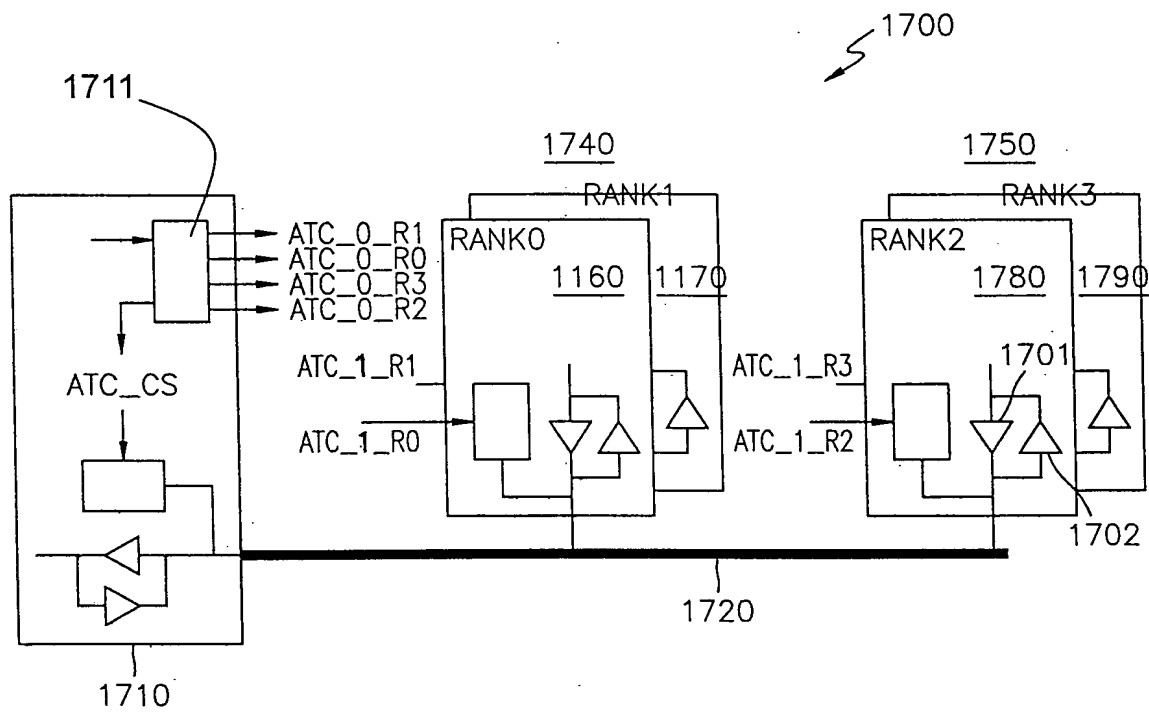 1700
1711
1740
1750
RANK1
RANK3
RANK0
RANK2
ATC_0_R1
ATC_0_R0
ATC_0_R3
ATC_0_R2
1160
1170
1780
1790
ATC_1_R1
ATC_1_R3
1701
ATC_CS
ATC_1_R0
ATC_1_R2
1702
1720
1710